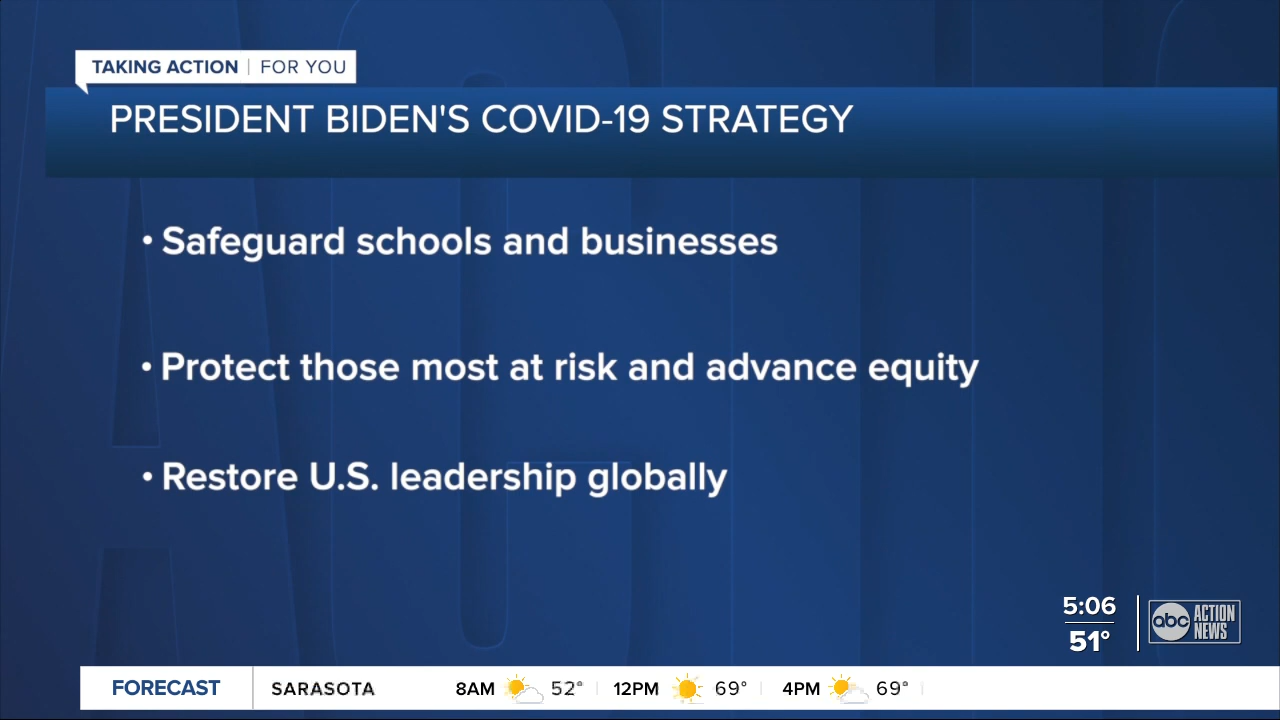 TAKING ACTION | FOR YOU
PRESIDENT BIDEN'S COVID-19 STRATEGY
• Safeguard schools and businesses
• Protect those most at risk and advance equity
• Restore U.S. leadership globally
5:06
51°
abc ACTION NEWS
FORECAST SARASOTA 8AM 52° 12PM 69° 4PM 69°